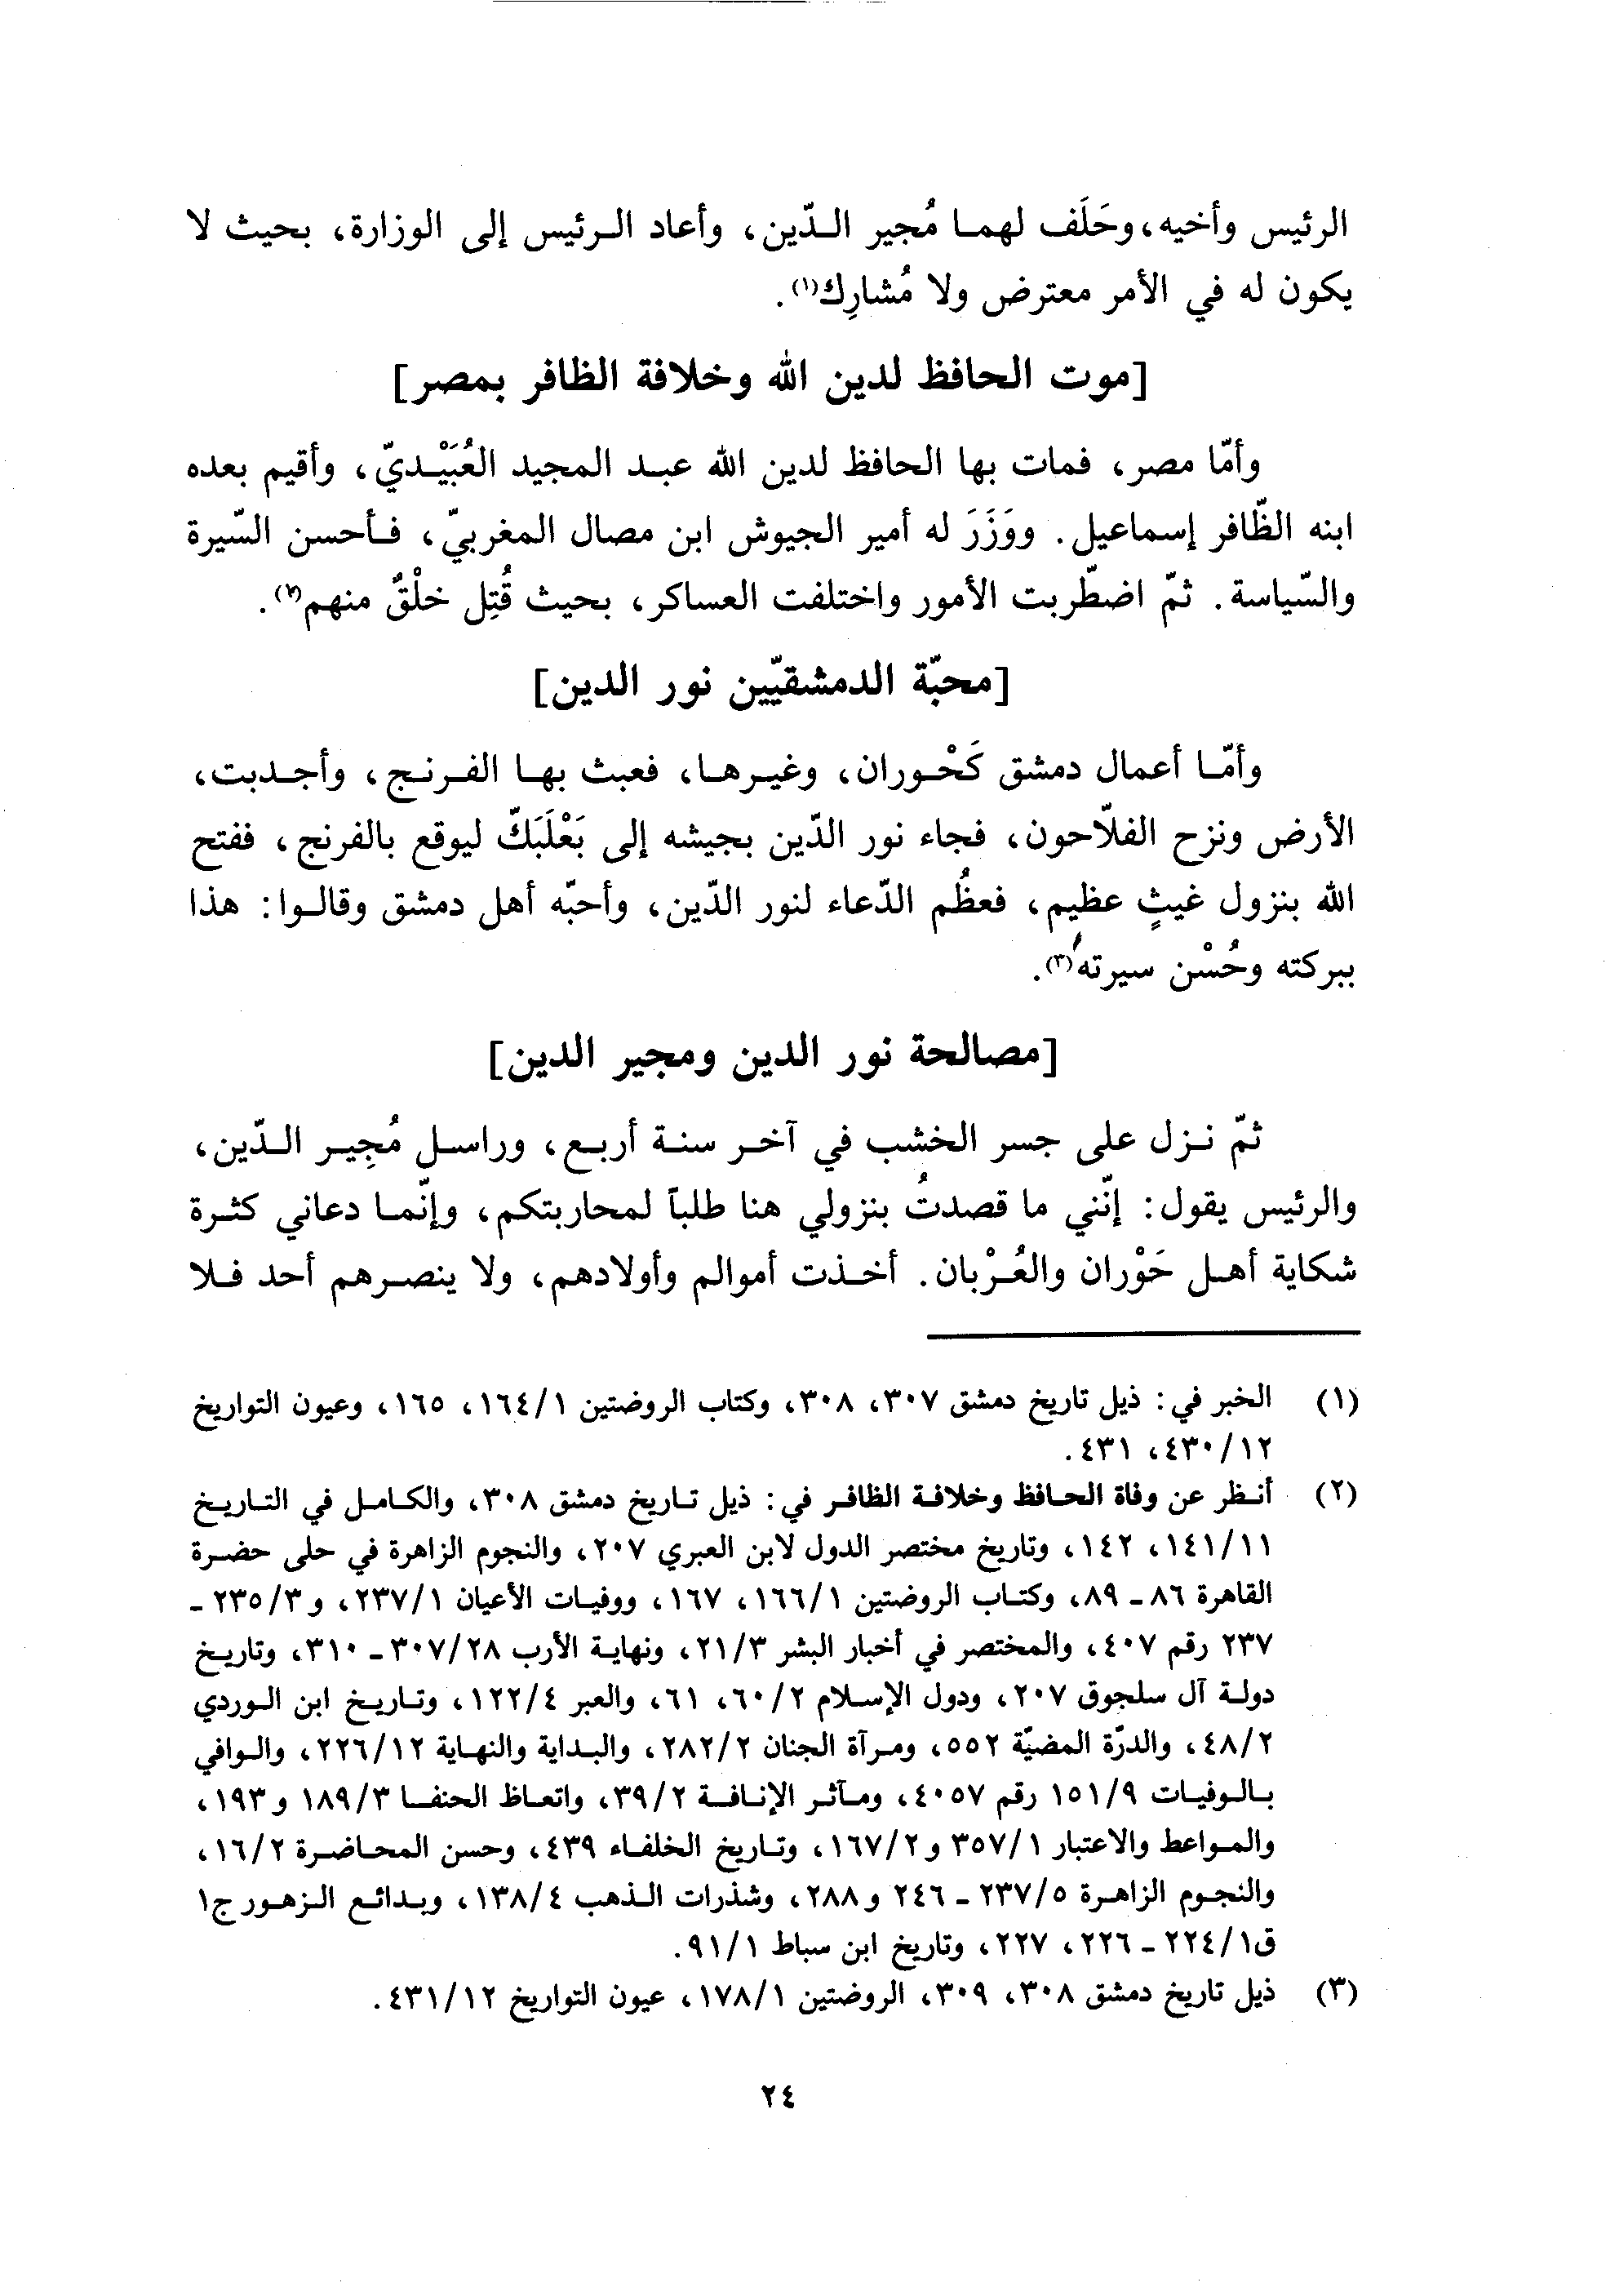 الرئيس وأخيه، وحَلَف لهما مُجير الدّين، وأعاد الرئيس إلى الوزارة، بحيث لا
يكون له في الأمر معترض ولا مُشارِك(١).
[موت الحافظ لدين الله وخلافة الظافر بمصر]
وأمّا مصر، فمات بها الحافظ لدين الله عبد المجيد العُبَيْديّ، وأقيم بعده
ابنه الظّافر إسماعيل. ووَزَرَ له أمير الجيوش ابن مصال المغربيّ، فأحسن السّيرة
والسّياسة. ثمّ اضطّربت الأمور واختلفت العساكر، بحيث قُتِل خلْقٌ منهم(٢).
[محبّة الدمشقيّين نور الدين]
وأمّا أعمال دمشق كَحْوران، وغيرها، فعبث بها الفرنج، وأجدبت،
الأرض ونزح الفلّاحون، فجاء نور الدّين بجيشه إلى بَعْلَبَكّ ليوقع بالفرنج، ففتح
الله بنزول غيثٍ عظيم، فعظُم الدّعاء لنور الدّين، وأحبّه أهل دمشق وقالوا: هذا
ببركته وحُسْن سيرته(٣).
[مصالحة نور الدين ومجير الدين]
ثمّ نزل على جسر الخشب في آخر سنة أربع، وراسل مُجِير الدّين،
والرئيس يقول: إنّني ما قصدتُ بنزولي هنا طلباً لمحاربتكم، وإنّما دعاني كثرة
شكاية أهل حَوْران والعُرْبان. أخذت أموالم وأولادهم، ولا ينصرهم أحد فلا
(١) الخبر في: ذيل تاريخ دمشق ٣٠٧، ٣٠٨، وكتاب الروضتين ١/١٦٤، ١٦٥، وعيون التواريخ
١٢/٤٣٠، ٤٣١.
(٢) أنظر عن وفاة الحافظ وخلافة الظافر في: ذيل تاريخ دمشق ٣٠٨، والكامل في التاريخ
١١/١٤١، ١٤٢، وتاريخ مختصر الدول لابن العبري ٢٠٧، والنجوم الزاهرة في حلى حضرة
القاهرة ٨٦ - ٨٩، وكتاب الروضتين ١/١٦٦، ١٦٧، ووفيات الأعيان ١/٢٣٧، و٣/٢٣٥ -
٢٣٧ رقم ٤٠٧، والمختصر في أخبار البشر ٣/٢١، ونهاية الأرب ٢٨/٣٠٧ - ٣١٠، وتاريخ
دولة آل سلجوق ٢٠٧، ودول الإسلام ٢/٦٠، ٦١، والعبر ٤/١٢٢، وتاريخ ابن الوردي
٢/٤٨، والدرّة المضيّة ٥٥٢، ومرآة الجنان ٢/٢٨٢، والبداية والنهاية ١٢/٢٢٦، والوافي
بالوفيات ٩/١٥١ رقم ٤٠٥٧، ومآثر الإنافة ٢/٣٩، واتعاظ الحنفا ٣/١٨٩ و١٩٣،
والمواعط والاعتبار ١/٣٥٧ و٢/١٦٧، وتاريخ الخلفاء ٤٣٩، وحسن المحاضرة ٢/١٦،
والنجوم الزاهرة ٥/٢٣٧ - ٢٤٦ و٢٨٨، وشذرات الذهب ٤/١٣٨، وبدائع الزهور ج١
ق١/٢٢٤ - ٢٢٦، ٢٢٧، وتاريخ ابن سباط ١/٩١.
(٣) ذيل تاريخ دمشق ٣٠٨، ٣٠٩، الروضتين ١/١٧٨، عيون التواريخ ١٢/٤٣١.
٢٤